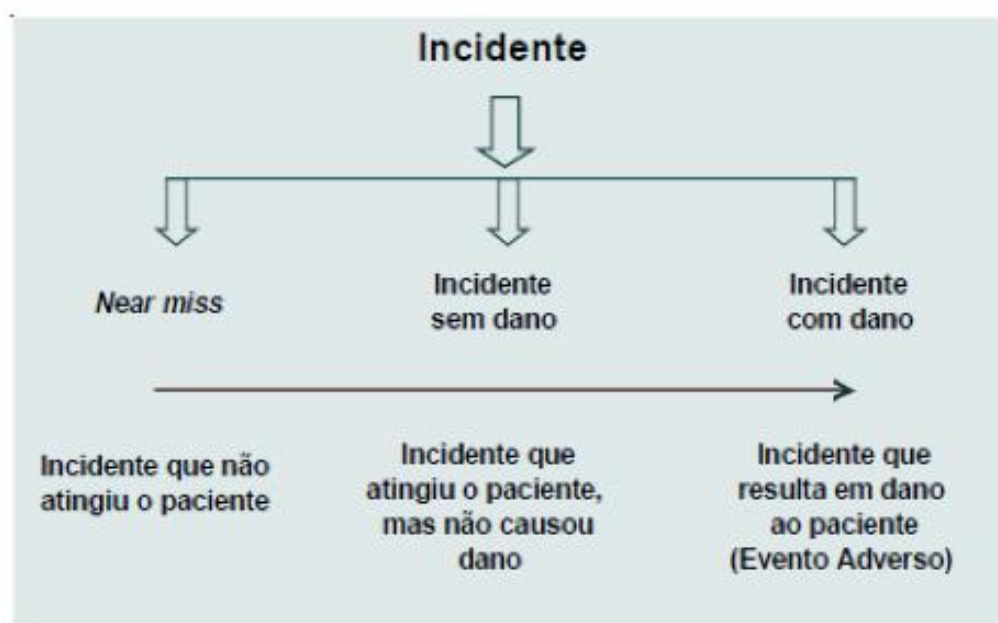 Incidente
Near miss
Incidente
sem dano
Incidente
com dano
Incidente que não
atingiu o paciente
Incidente que
atingiu o paciente,
mas não causou
dano
Incidente que
resulta em dano
ao paciente
(Evento Adverso)